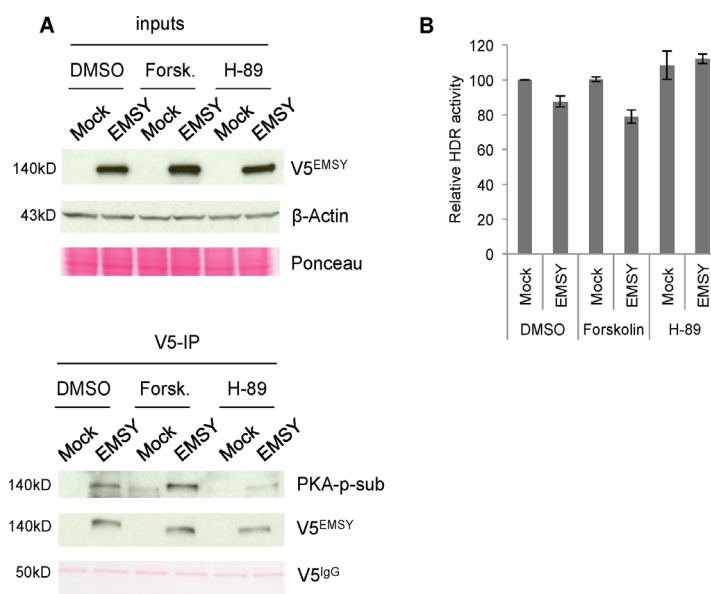 A
inputs
DMSO Forsk. H-89
Mock EMSY Mock EMSY Mock EMSY
140kD V5EMSY
43kD β-Actin
Ponceau
V5-IP
DMSO Forsk. H-89
Mock EMSY Mock EMSY Mock EMSY
140kD PKA-p-sub
140kD V5EMSY
50kD V5IgG
B
Relative HDR activity
120
100
80
60
40
20
0
Mock EMSY Mock EMSY Mock EMSY
DMSO Forskolin H-89